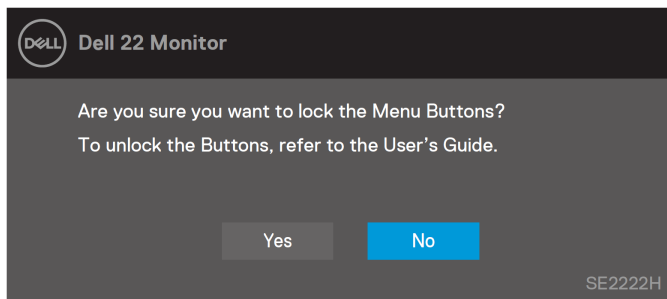 DELL Dell 22 Monitor
Are you sure you want to lock the Menu Buttons?
To unlock the Buttons, refer to the User's Guide.
Yes No
SE2222H